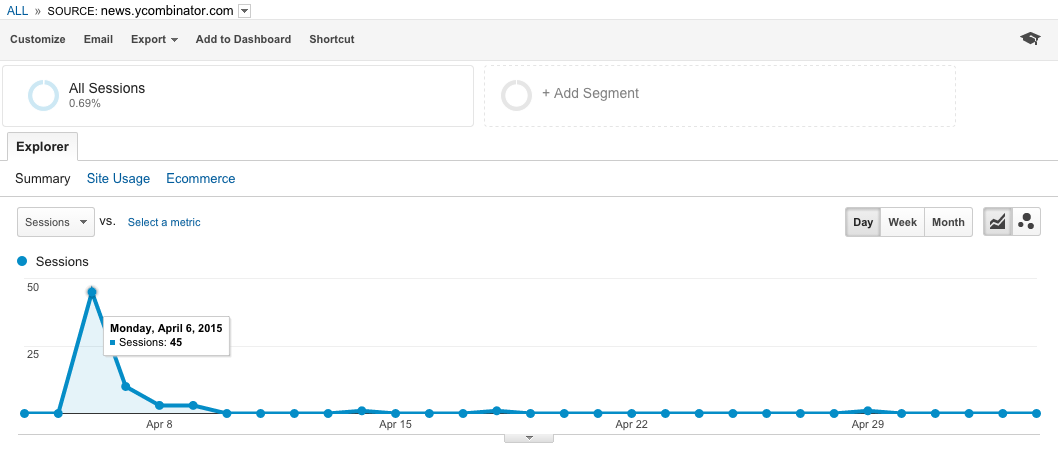 ALL » SOURCE: news.ycombinator.com
Customize Email Export Add to Dashboard Shortcut
All Sessions
0.69%
+ Add Segment
Explorer
Summary Site Usage Ecommerce
Sessions VS. Select a metric
Day Week Month
Sessions
50
Monday, April 6, 2015
Sessions: 45
25
Apr 8 Apr 15 Apr 22 Apr 29